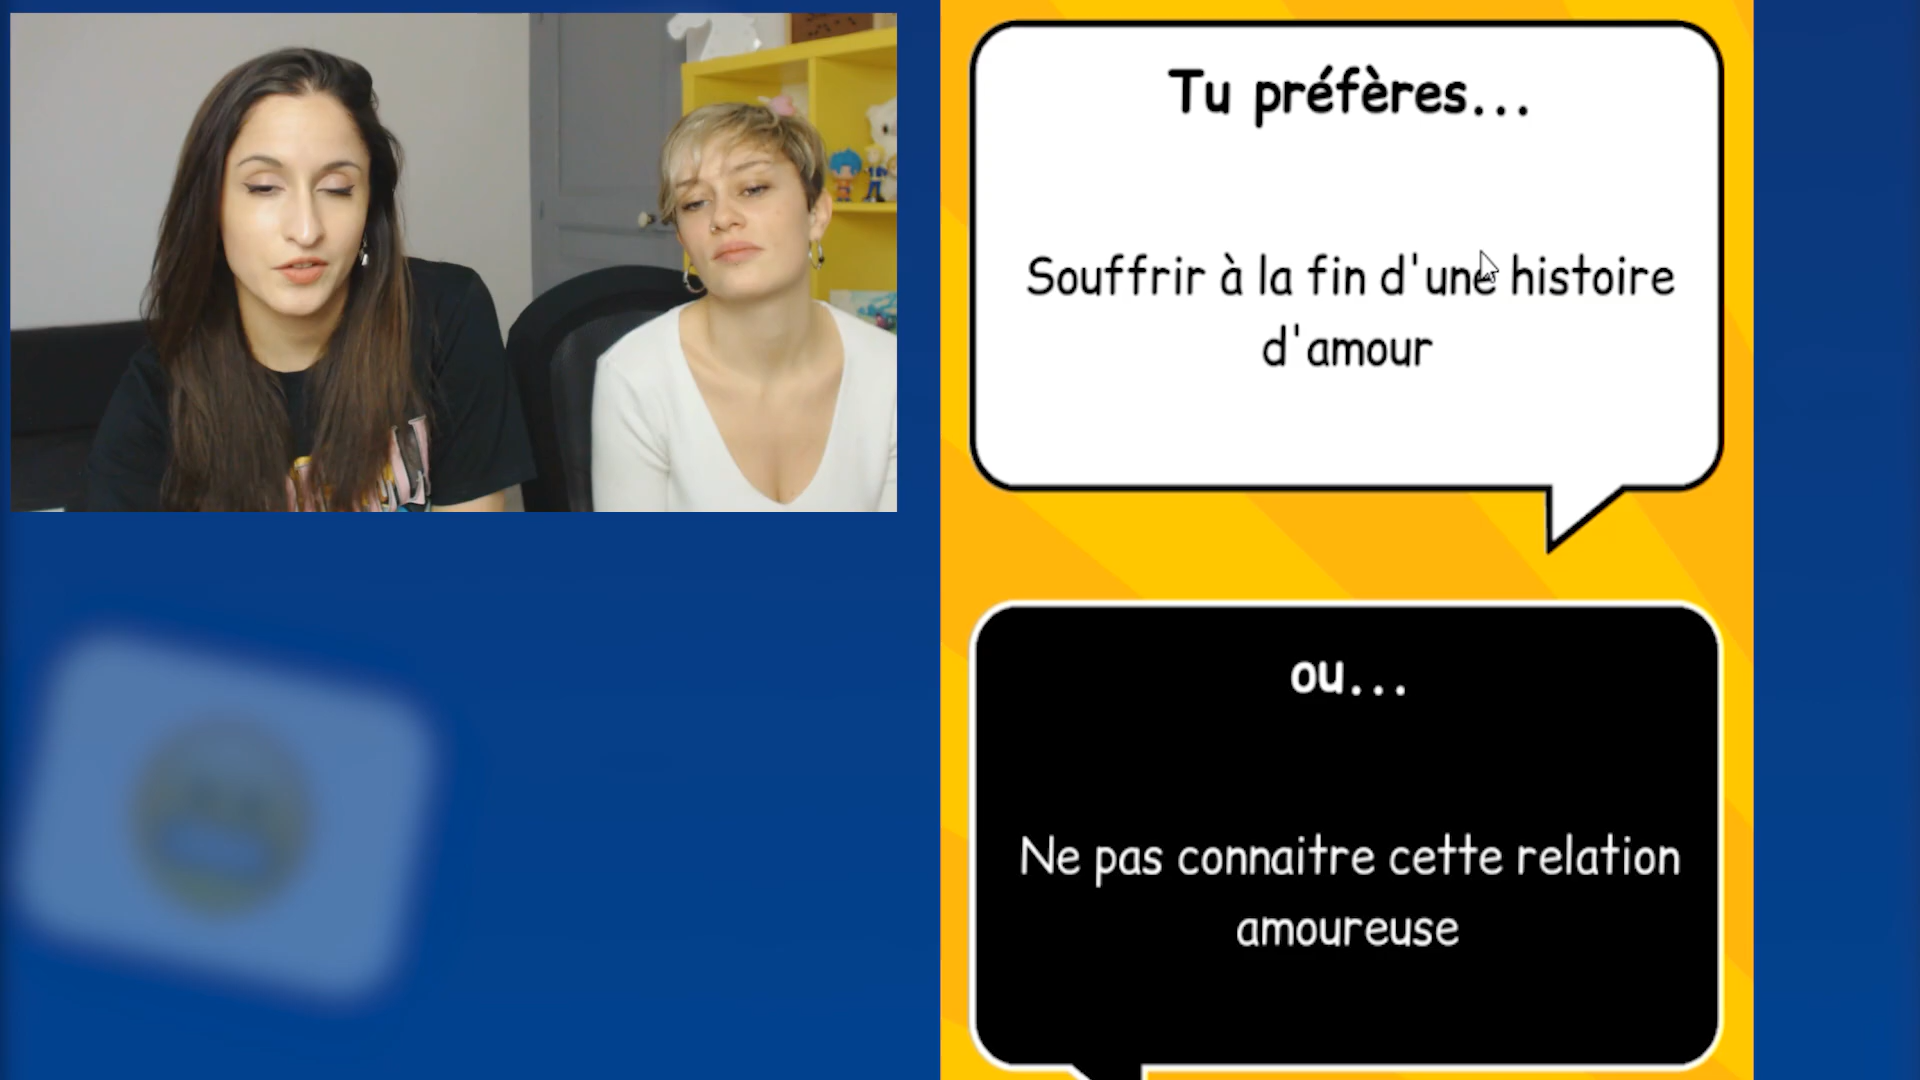 Tu préfères...
Souffrir à la fin d'une histoire
d'amour
ou...
Ne pas connaitre cette relation
amoureuse